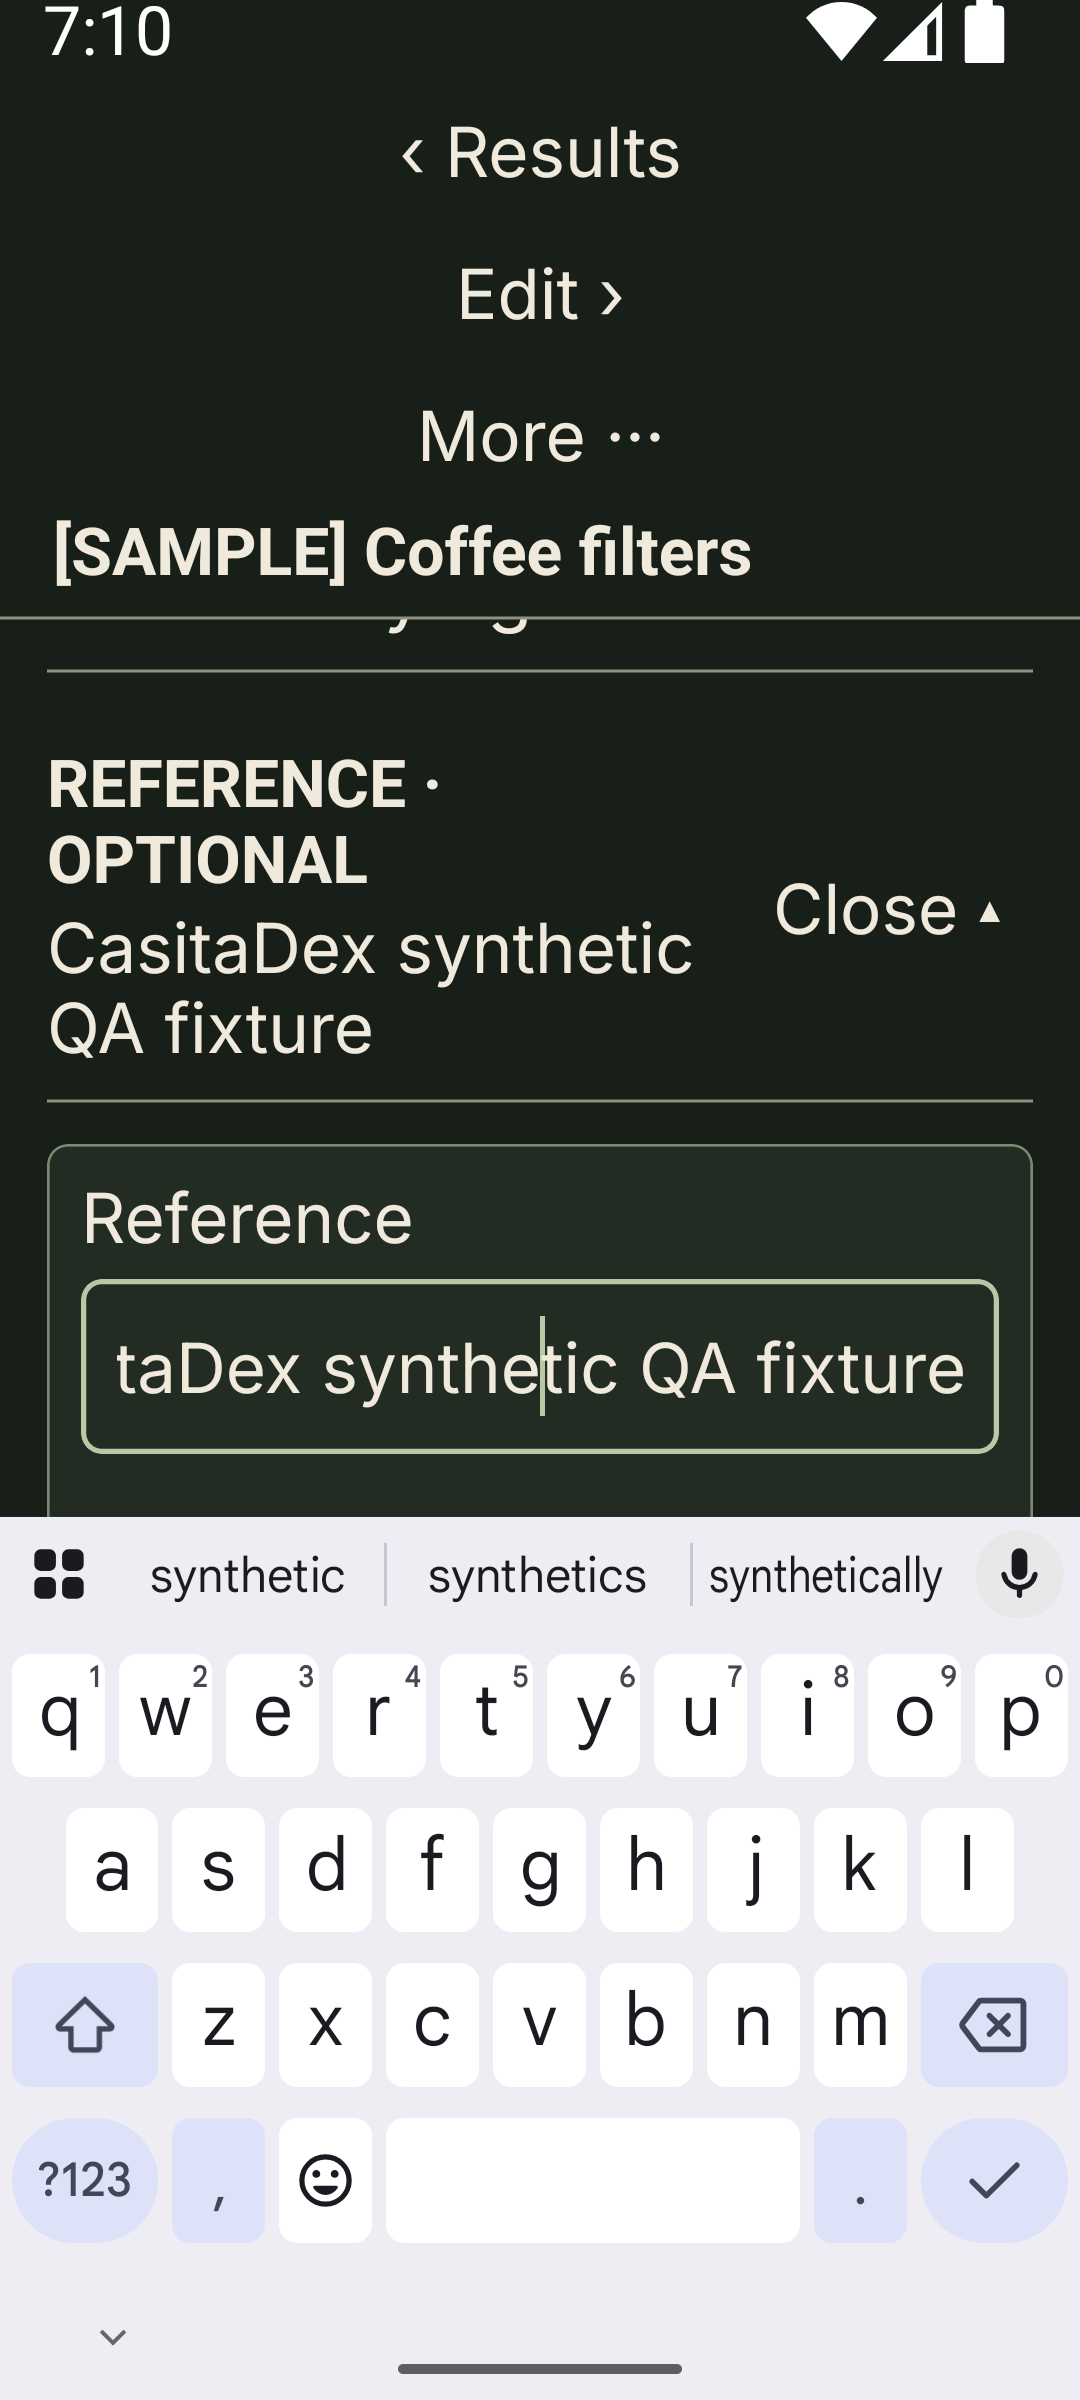 7:10
‹ Results
Edit ›
More ···
[SAMPLE] Coffee filters
REFERENCE ·
OPTIONAL
CasitaDex synthetic
QA fixture
Close ▲
Reference
taDex synthetic QA fixture
synthetic synthetics synthetically
q1 w2 e3 r4 t5 y6 u7 i8 o9 p0
a s d f g h j k l
z x c v b n m
?123 , .